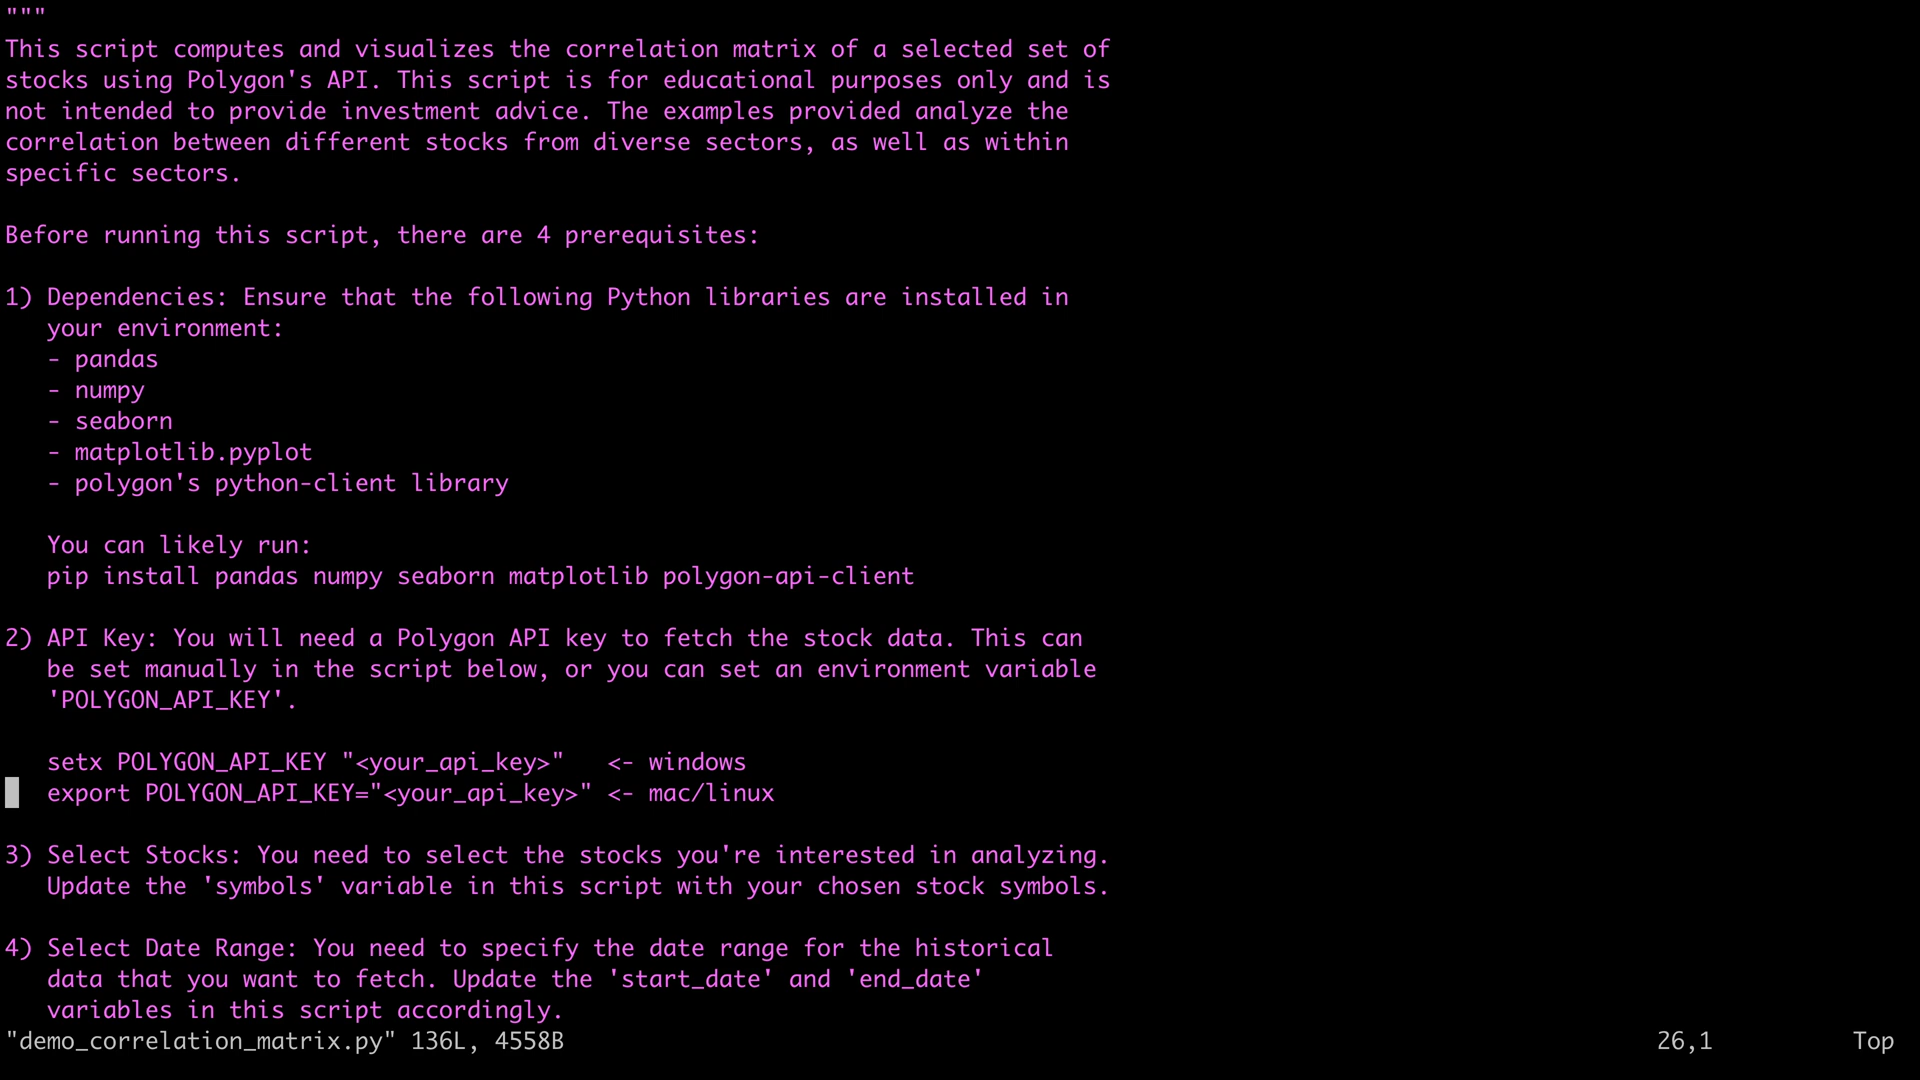 """
This script computes and visualizes the correlation matrix of a selected set of
stocks using Polygon's API. This script is for educational purposes only and is
not intended to provide investment advice. The examples provided analyze the
correlation between different stocks from diverse sectors, as well as within
specific sectors.

Before running this script, there are 4 prerequisites:

1) Dependencies: Ensure that the following Python libraries are installed in
   your environment:
   - pandas
   - numpy
   - seaborn
   - matplotlib.pyplot
   - polygon's python-client library

   You can likely run:
   pip install pandas numpy seaborn matplotlib polygon-api-client

2) API Key: You will need a Polygon API key to fetch the stock data. This can
   be set manually in the script below, or you can set an environment variable
   'POLYGON_API_KEY'.

   setx POLYGON_API_KEY "<your_api_key>"   <- windows
   export POLYGON_API_KEY="<your_api_key>" <- mac/linux

3) Select Stocks: You need to select the stocks you're interested in analyzing.
   Update the 'symbols' variable in this script with your chosen stock symbols.

4) Select Date Range: You need to specify the date range for the historical
   data that you want to fetch. Update the 'start_date' and 'end_date'
   variables in this script accordingly.
"demo_correlation_matrix.py" 136L, 4558B 26,1 Top